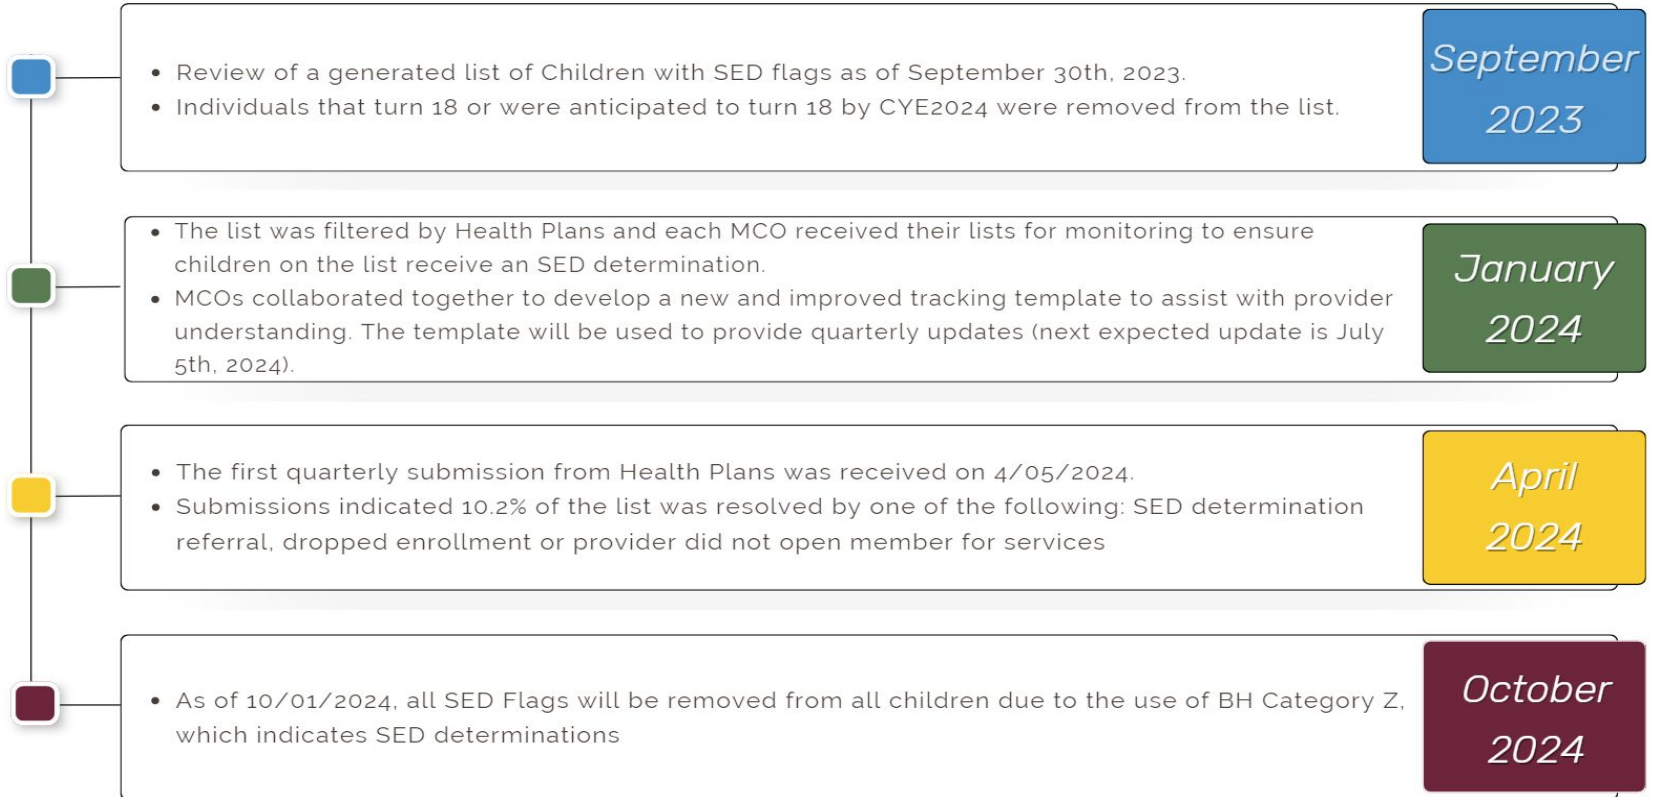 • Review of a generated list of Children with SED flags as of September 30th, 2023.
• Individuals that turn 18 or were anticipated to turn 18 by CYE2024 were removed from the list.
September
2023
• The list was filtered by Health Plans and each MCO received their lists for monitoring to ensure
children on the list receive an SED determination.
• MCOs collaborated together to develop a new and improved tracking template to assist with provider
understanding. The template will be used to provide quarterly updates (next expected update is July
5th, 2024).
January
2024
• The first quarterly submission from Health Plans was received on 4/05/2024.
• Submissions indicated 10.2% of the list was resolved by one of the following: SED determination
referral, dropped enrollment or provider did not open member for services
April
2024
• As of 10/01/2024, all SED Flags will be removed from all children due to the use of BH Category Z,
which indicates SED determinations
October
2024